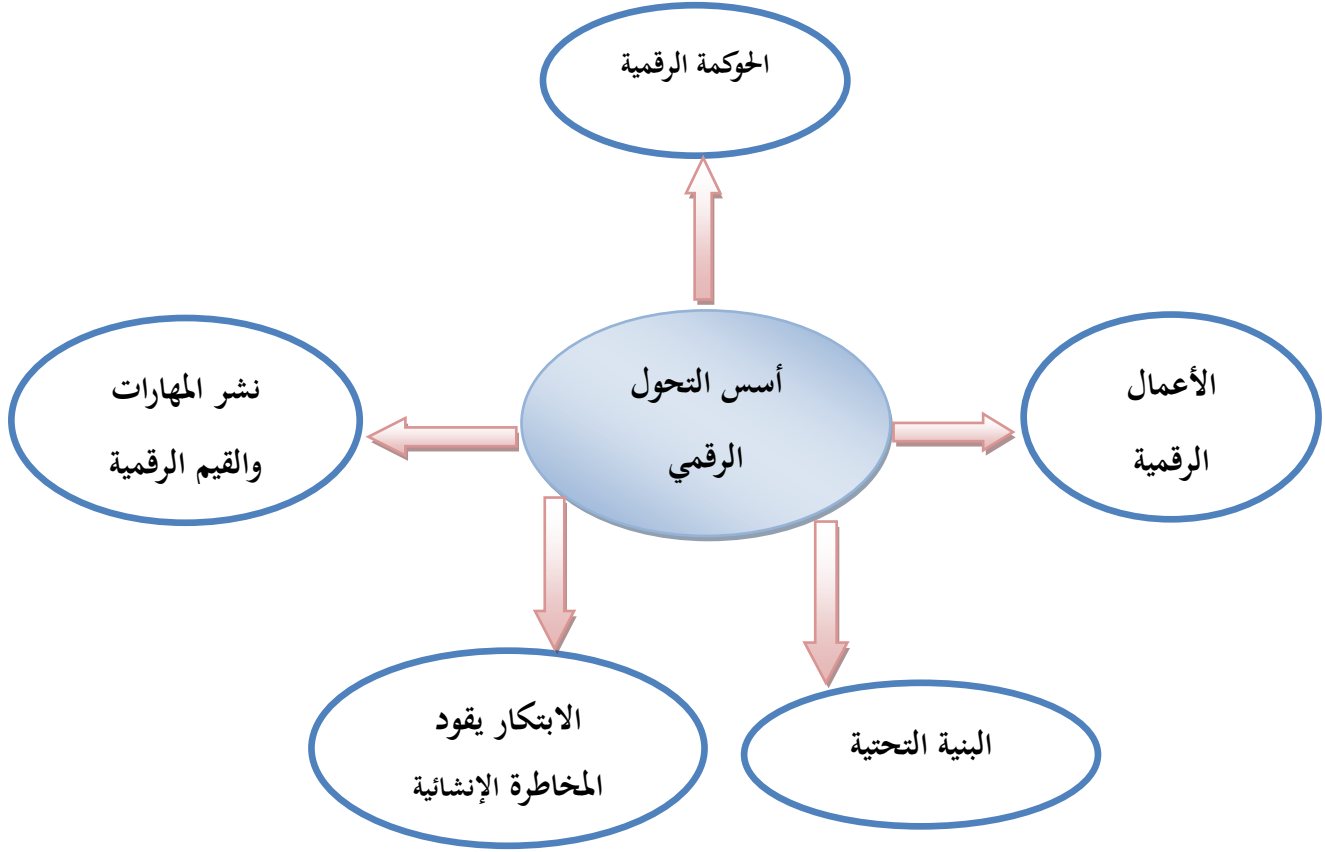 الحوكمة الرقمية
أسس التحول
الرقمي
الأعمال
الرقمية
نشر المهارات
والقيم الرقمية
البنية التحتية
الابتكار يقود
المخاطرة الإنشائية